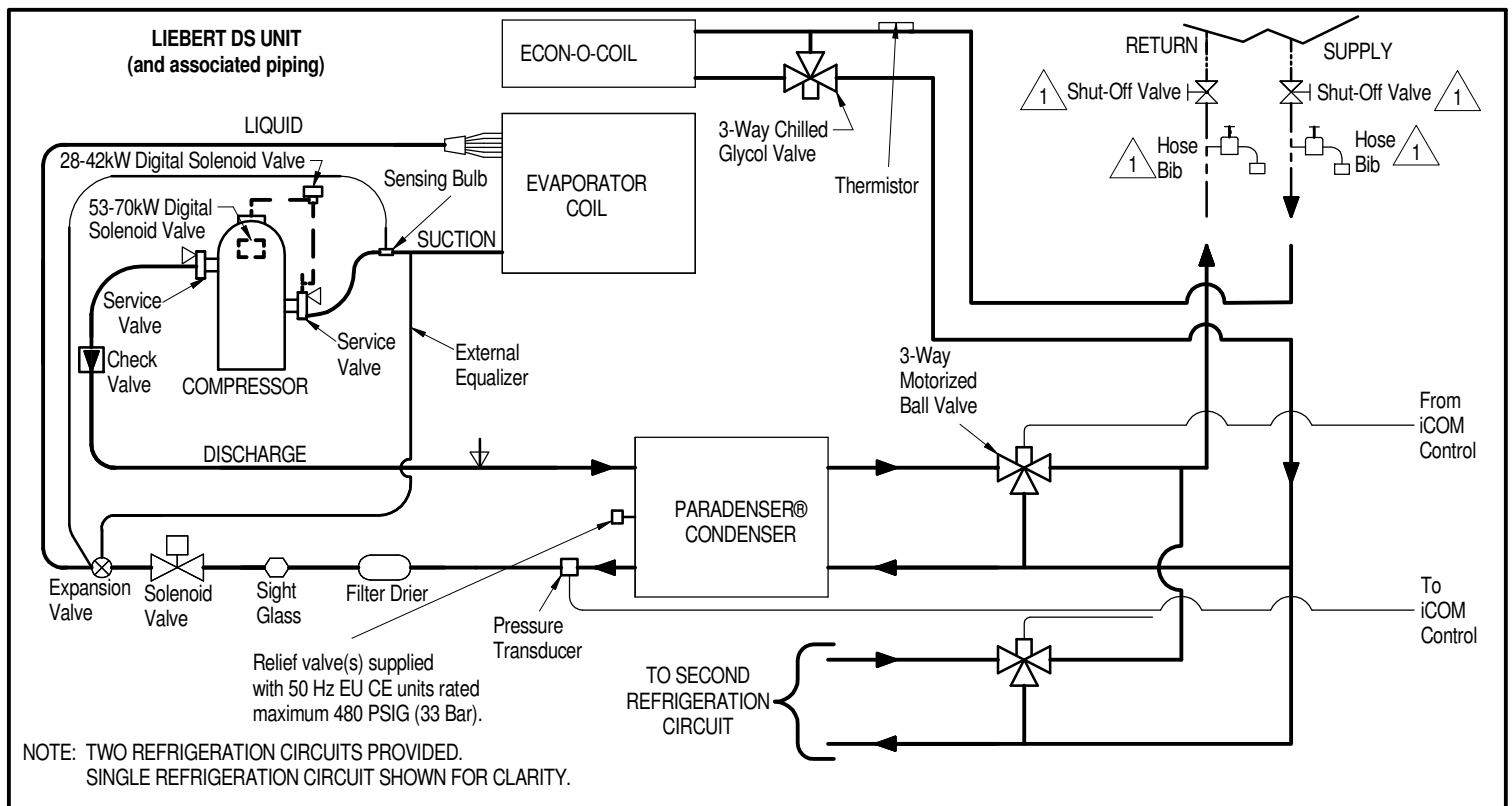 LIEBERT DS UNIT
(and associated piping)
ECON-O-COIL
RETURN
SUPPLY
1
Shut-Off Valve
Shut-Off Valve
1
3-Way Chilled
Glycol Valve
Thermistor
1
Hose
Bib
Hose
Bib
1
LIQUID
28-42kW Digital Solenoid Valve
Sensing Bulb
EVAPORATOR
COIL
53-70kW Digital
Solenoid Valve
SUCTION
Service
Valve
Service
Valve
Check
Valve
COMPRESSOR
External
Equalizer
3-Way
Motorized
Ball Valve
From
iCOM
Control
DISCHARGE
PARADENSER®
CONDENSER
Expansion
Valve
Solenoid
Valve
Sight
Glass
Filter Drier
Pressure
Transducer
To
iCOM
Control
Relief valve(s) supplied
with 50 Hz EU CE units rated
maximum 480 PSIG (33 Bar).
TO SECOND
REFRIGERATION
CIRCUIT
NOTE: TWO REFRIGERATION CIRCUITS PROVIDED.
SINGLE REFRIGERATION CIRCUIT SHOWN FOR CLARITY.